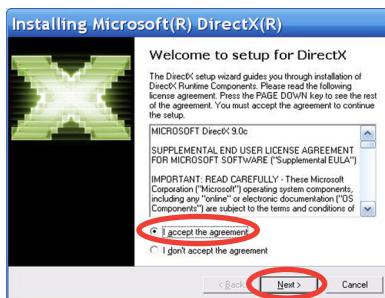 Installing Microsoft(R) DirectX(R)
Welcome to setup for DirectX
The DirectX setup wizard guides you through installation of
DirectX Runtime Components. Please read the following
license agreement. Press the PAGE DOWN key to see the rest
of the agreement. You must accept the agreement to continue
the setup.
MICROSOFT DirectX 9.0c
SUPPLEMENTAL END USER LICENSE AGREEMENT
FOR MICROSOFT SOFTWARE ("Supplemental EULA")
IMPORTANT: READ CAREFULLY - These Microsoft
Corporation ("Microsoft") operating system components,
including any "online" or electronic documentation ("OS
Components") are subject to the terms and conditions of
I accept the agreement
I don't accept the agreement
< Back
Next >
Cancel